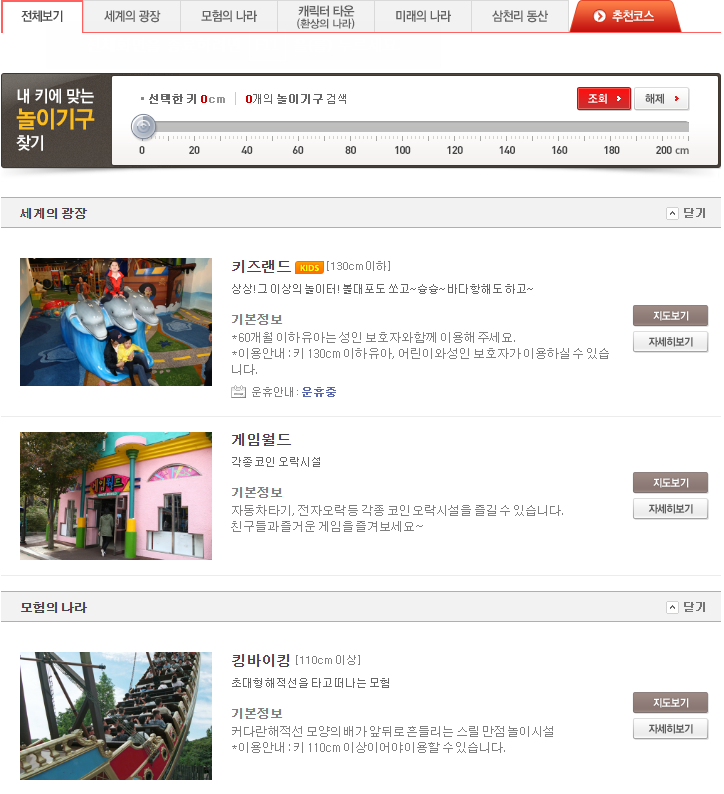 전체보기
세계의 광장
모험의 나라
캐릭터 타운
(환상의 나라)
미래의 나라
삼천리 동산
추천코스
내 키에 맞는
놀이기구
찾기
선택한 키 0cm
0개의 놀이기구 검색
조회
해제
0 20 40 60 80 100 120 140 160 180 200 cm
세계의 광장
닫기
키즈랜드 KIDS [130cm이하]
상상! 그 이상의 놀이터! 불대포도 쏘고~슝슝~ 바다항해도 하고~
기본정보
*60개월 이하 유아는 성인 보호자와함께 이용해 주세요.
*이용안내 : 키 130cm 이하 유아, 어린이와 성인 보호자가 이용하실 수 있습
니다.
운휴안내 : 운휴중
지도보기
자세히보기
게임월드
게임월드
각종 코인 오락시설
기본정보
자동차 타기, 전자오락 등 각종 코인 오락시설을 즐길 수 있습니다.
친구들과 즐거운 게임을 즐겨보세요~
지도보기
자세히보기
모험의 나라
닫기
킹바이킹 [110cm 이상]
초대형 해적선을 타고 떠나는 모험
기본정보
커다란 해적선 모양의 배가 앞뒤로 흔들리는 스릴 만점 놀이시설
*이용안내 : 키 110cm 이상이어야 이용할 수 있습니다.
지도보기
자세히보기